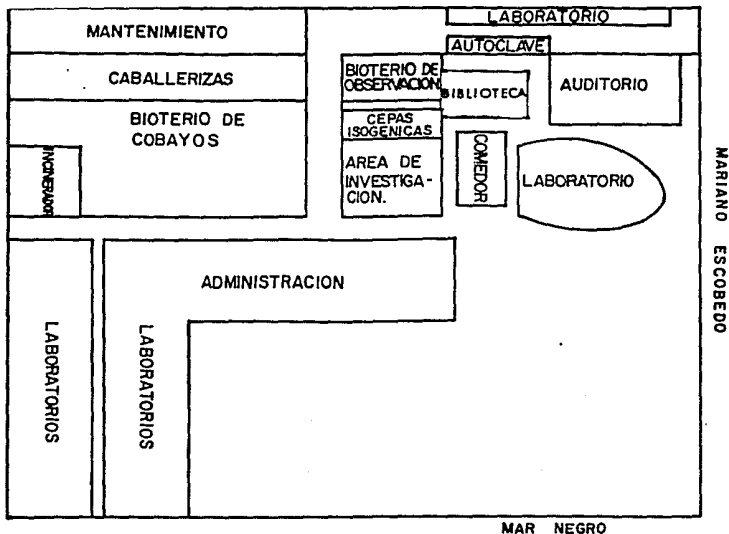 LABORATORIO
MANTENIMIENTO
AUTOCLAVE
CABALLERIZAS
BIOTERIO DE
OBSERVACION
BIBLIOTECA
AUDITORIO
BIOTERIO DE
COBAYOS
CEPAS
ISOGENICAS
INCINERADOR
AREA DE
INVESTIGA-
CION.
COMEDOR
LABORATORIO
MARIANO ESCOBEDO
ADMINISTRACION
LABORATORIOS
LABORATORIOS
MAR NEGRO